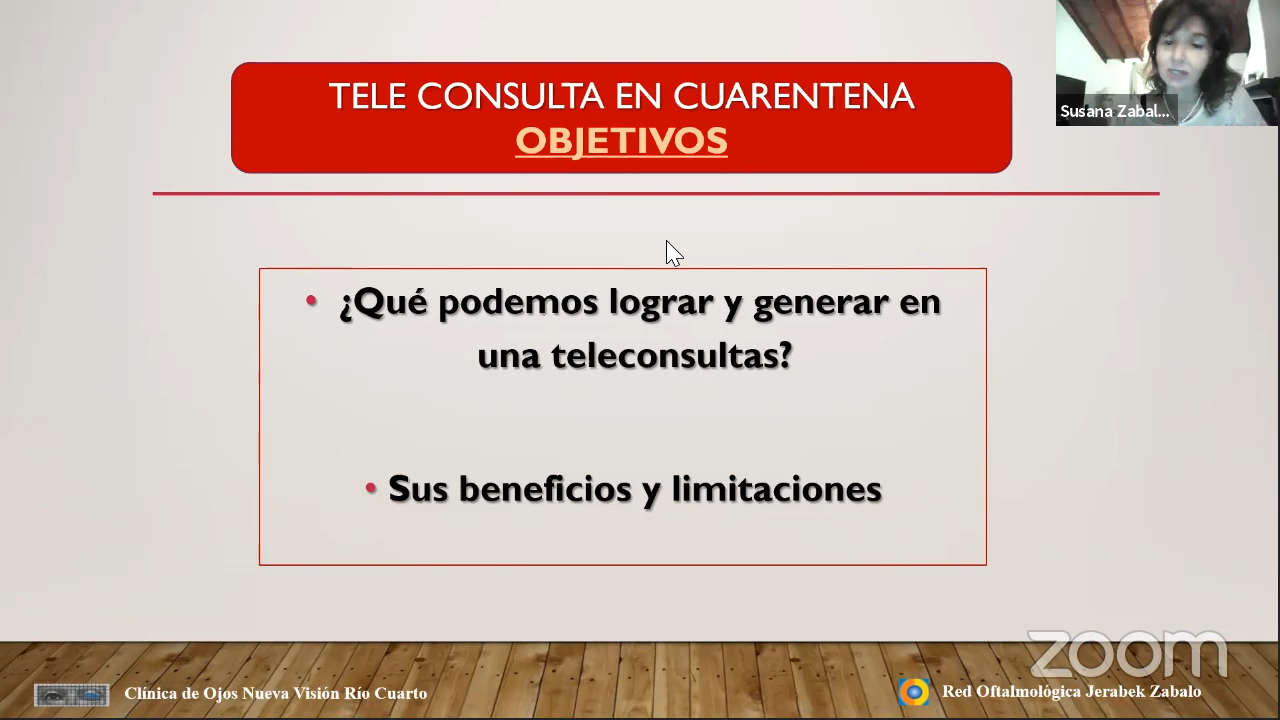 TELE CONSULTA EN CUARENTENA
OBJETIVOS
Susana Zabal...
• ¿Qué podemos lograr y generar en
una teleconsultas?
• Sus beneficios y limitaciones
zoom
Clínica de Ojos Nueva Visión Río Cuarto
Red Oftalmológica Jerabek Zabalo